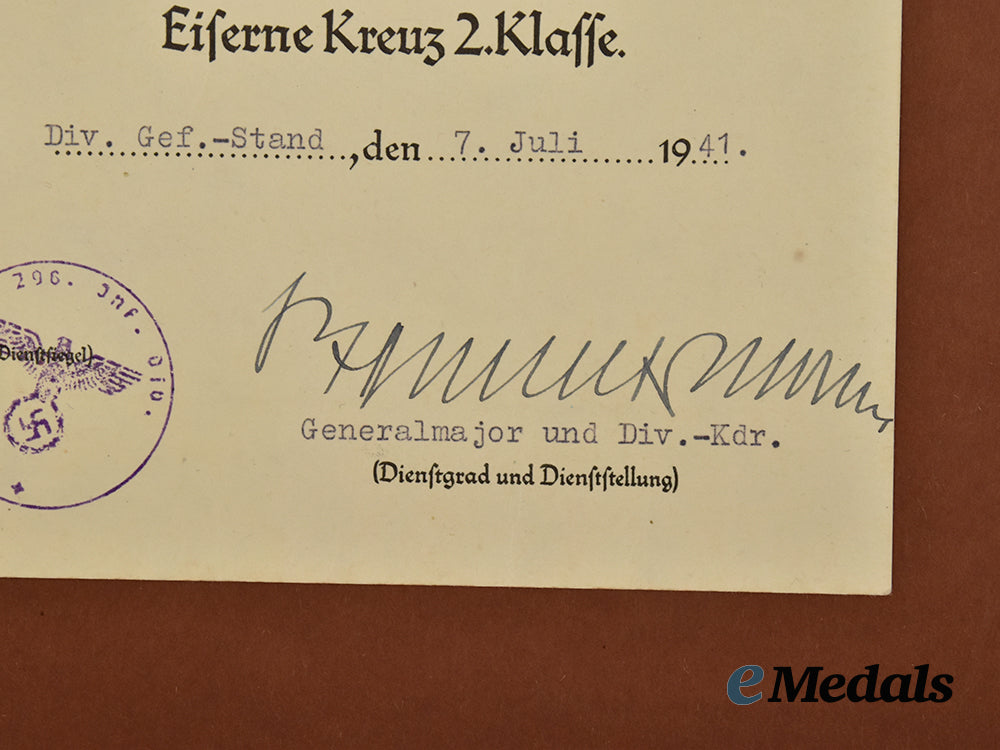 Eiserne Kreuz 2.Klasse.
Div. Gef.-Stand, den 7. Juli 1941.
296. Inf. Div.
(Dienstsiegel)
Generalmajor und Div.-Kdr.
(Dienstgrad und Dienststellung)
eMedals